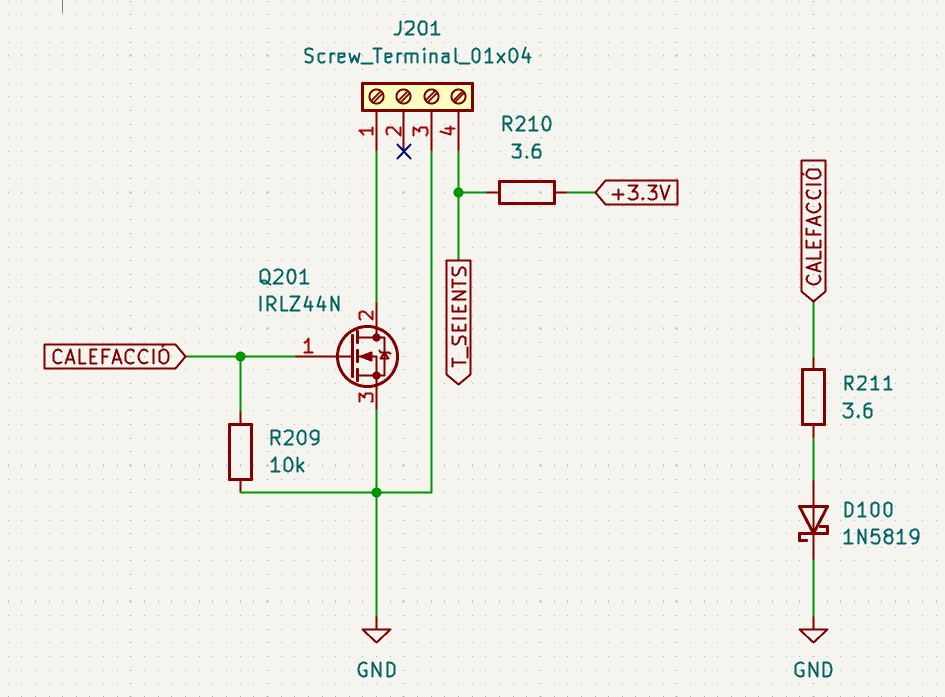 J201
Screw_Terminal_01x04
1
2
3
4
R210
3.6
+3.3V
CALEFACCIÓ
Q201
IRLZ44N
2
T_SEIENTS
1
CALEFACCIÓ
3
R211
3.6
R209
10k
D100
1N5819
GND
GND